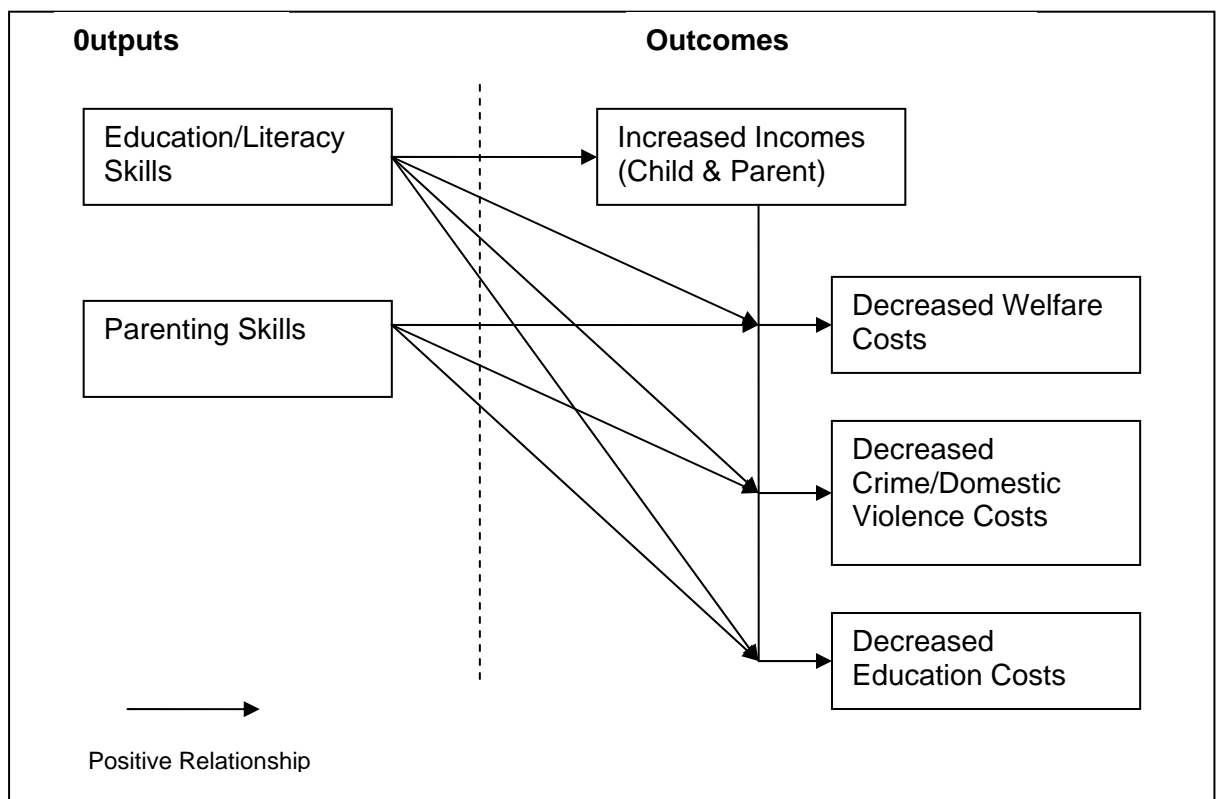 0utputs
Outcomes
Education/Literacy
Skills
Increased Incomes
(Child & Parent)
Parenting Skills
Decreased Welfare
Costs
Decreased
Crime/Domestic
Violence Costs
Decreased
Education Costs
Positive Relationship